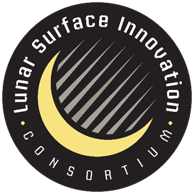 Lunar Surface Innovation
• CONSORTIUM •